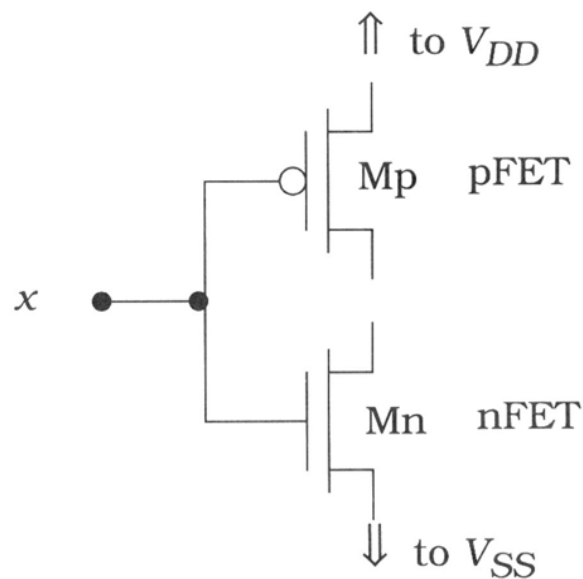 ⇑ to V_DD
Mp pFET
x
Mn nFET
⇓ to V_SS